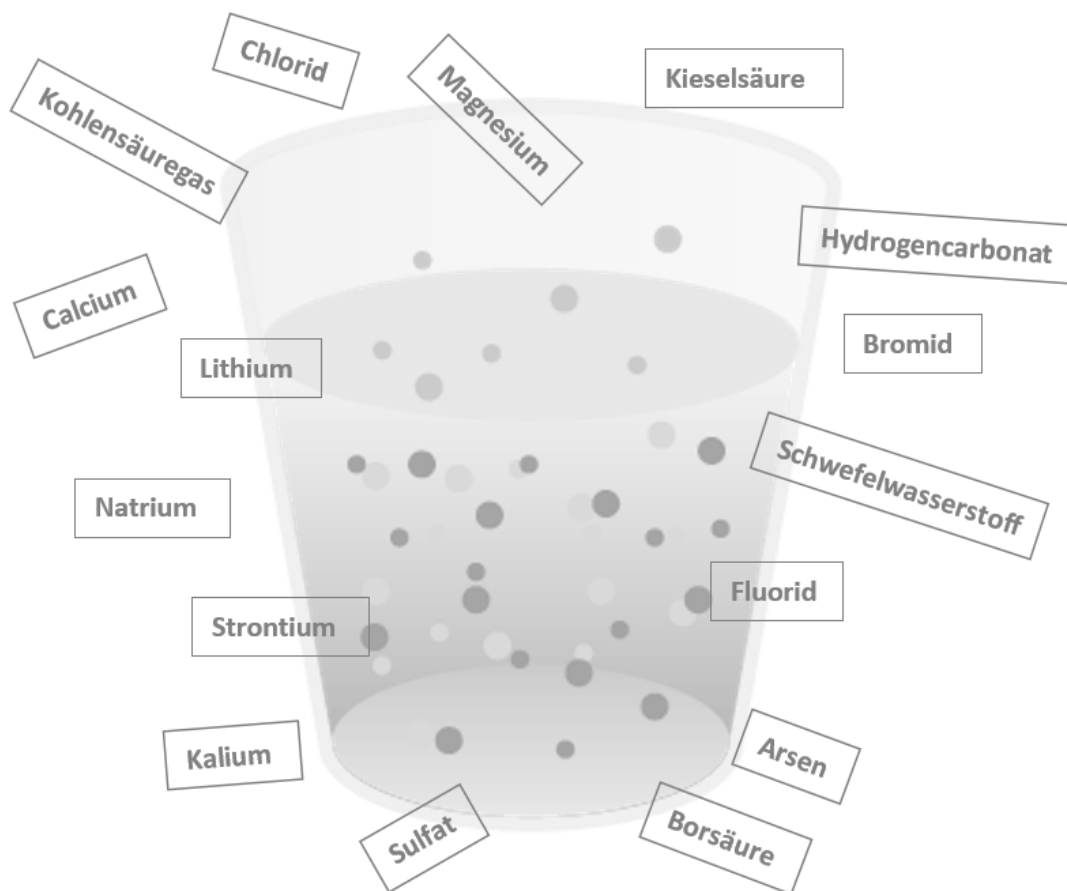 Chlorid
Magnesium
Kieselsäure
Kohlensäuregas
Hydrogencarbonat
Calcium
Bromid
Lithium
Schwefelwasserstoff
Natrium
Fluorid
Strontium
Kalium
Arsen
Sulfat
Borsäure